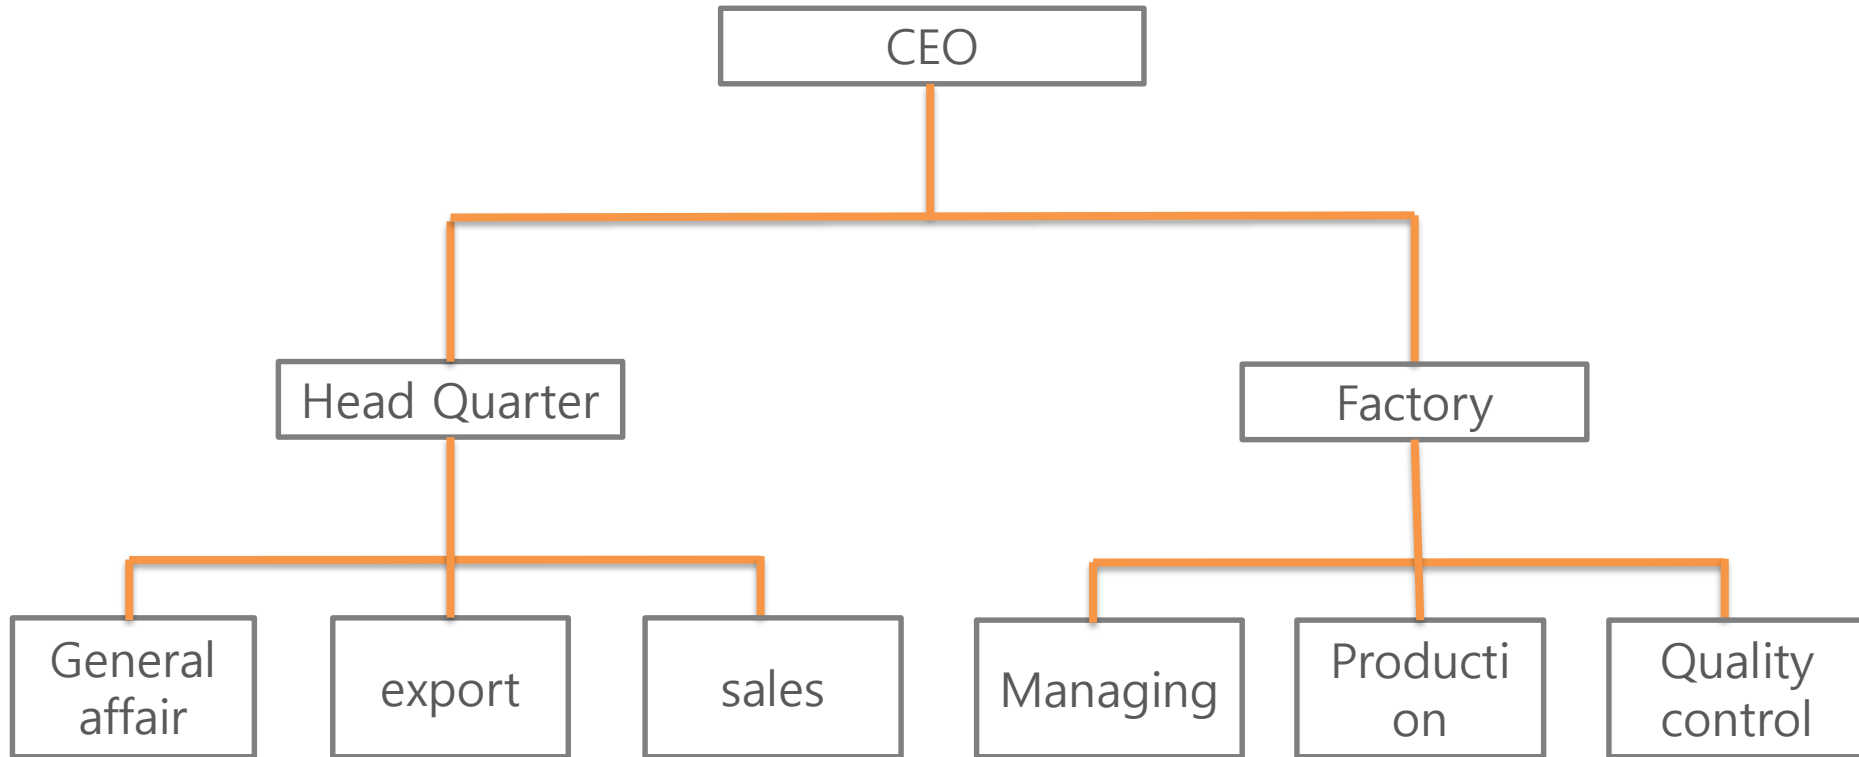 CEO
Head Quarter
Factory
General
affair
export
sales
Managing
Producti
on
Quality
control